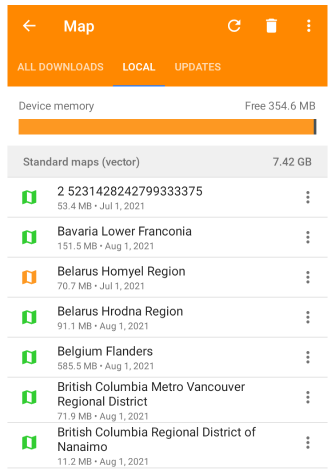 Map
ALL DOWNLOADS LOCAL UPDATES
Device memory Free 354.6 MB
Standard maps (vector) 7.42 GB
2 5231428242799333375
53.4 MB • Jul 1, 2021
Bavaria Lower Franconia
151.5 MB • Aug 1, 2021
Belarus Homyel Region
70.7 MB • Jul 1, 2021
Belarus Hrodna Region
91.1 MB • Aug 1, 2021
Belgium Flanders
585.5 MB • Aug 1, 2021
British Columbia Metro Vancouver
Regional District
71.9 MB • Aug 1, 2021
British Columbia Regional District of
Nanaimo
11.2 MB • Aug 1, 2021